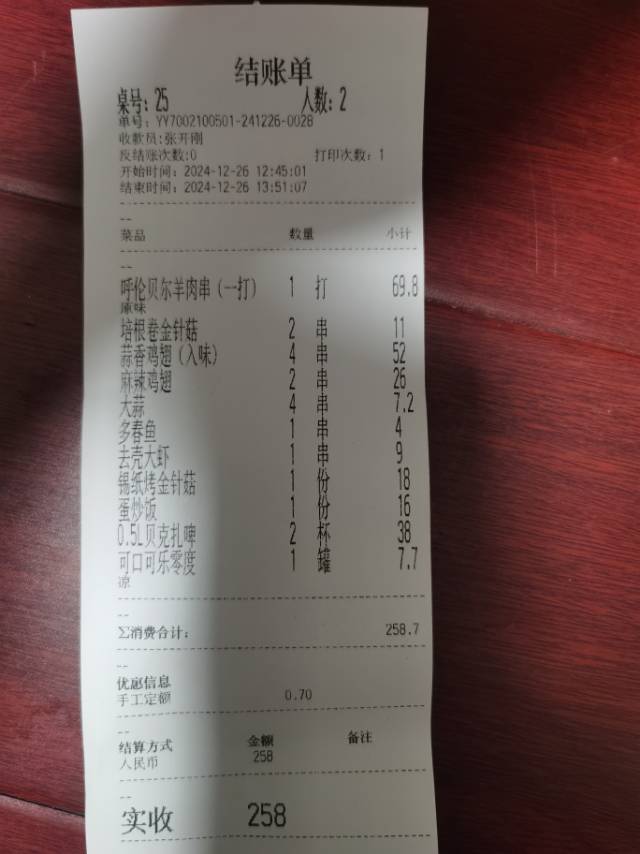 结账单
桌号：25 人数：2
单号：YY7002100501-241226-0028
收款员:张开刚
反结账次数:0 打印次数：1
开始时间：2024-12-26 12:45:01
结束时间：2024-12-26 13:51:07
--
菜品 数量 小计
--
呼伦贝尔羊肉串（一打） 1 打 69.8
原味
培根卷金针菇 2 串 11
蒜香鸡翅（入味） 4 串 52
麻辣鸡翅 2 串 26
大蒜 4 串 7.2
多春鱼 1 串 4
去壳大虾 1 串 9
锡纸烤金针菇 1 份 18
蛋炒饭 1 份 16
0.5L贝克扎啤 2 杯 38
可口可乐零度 1 罐 7.7
凉
--
∑消费合计： 258.7
--
优惠信息
手工定额 0.70
--
结算方式 金额 备注
人民币 258
--
实收 258